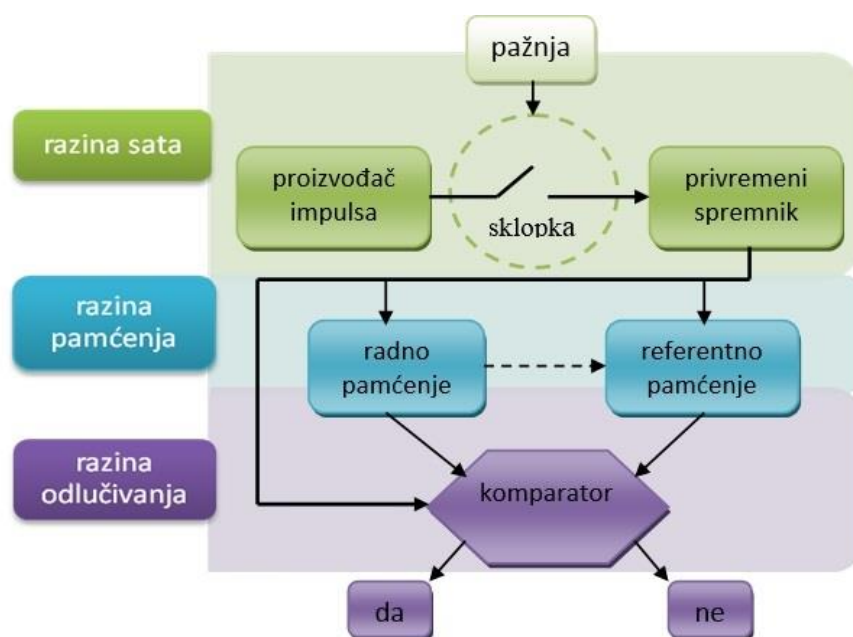 pažnja
razina sata
proizvođač
impulsa
sklopka
privremeni
spremnik
razina
pamćenja
radno
pamćenje
referentno
pamćenje
razina
odlučivanja
komparator
da
ne